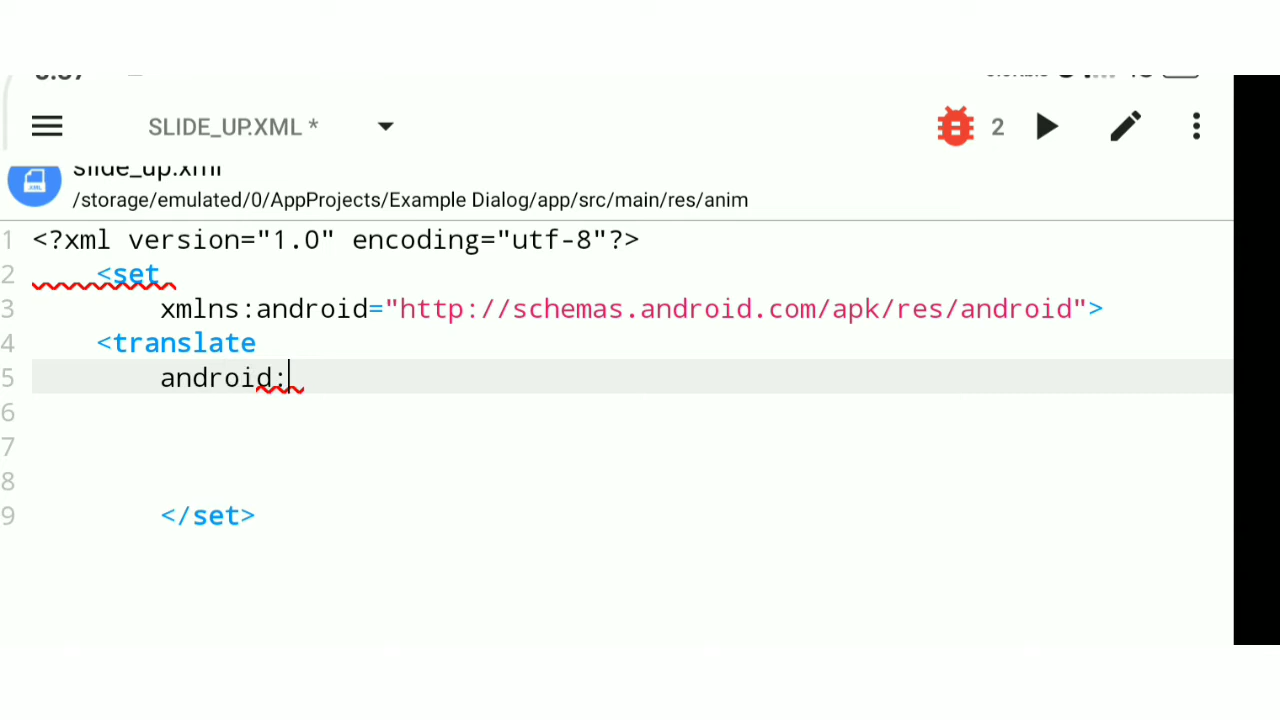 SLIDE_UP.XML *
2
slide_up.xml
/storage/emulated/0/AppProjects/Example Dialog/app/src/main/res/anim
1 <?xml version="1.0" encoding="utf-8"?>
2 <set
3 xmlns:android="http://schemas.android.com/apk/res/android">
4 <translate
5 android:
6
7
8
9 </set>